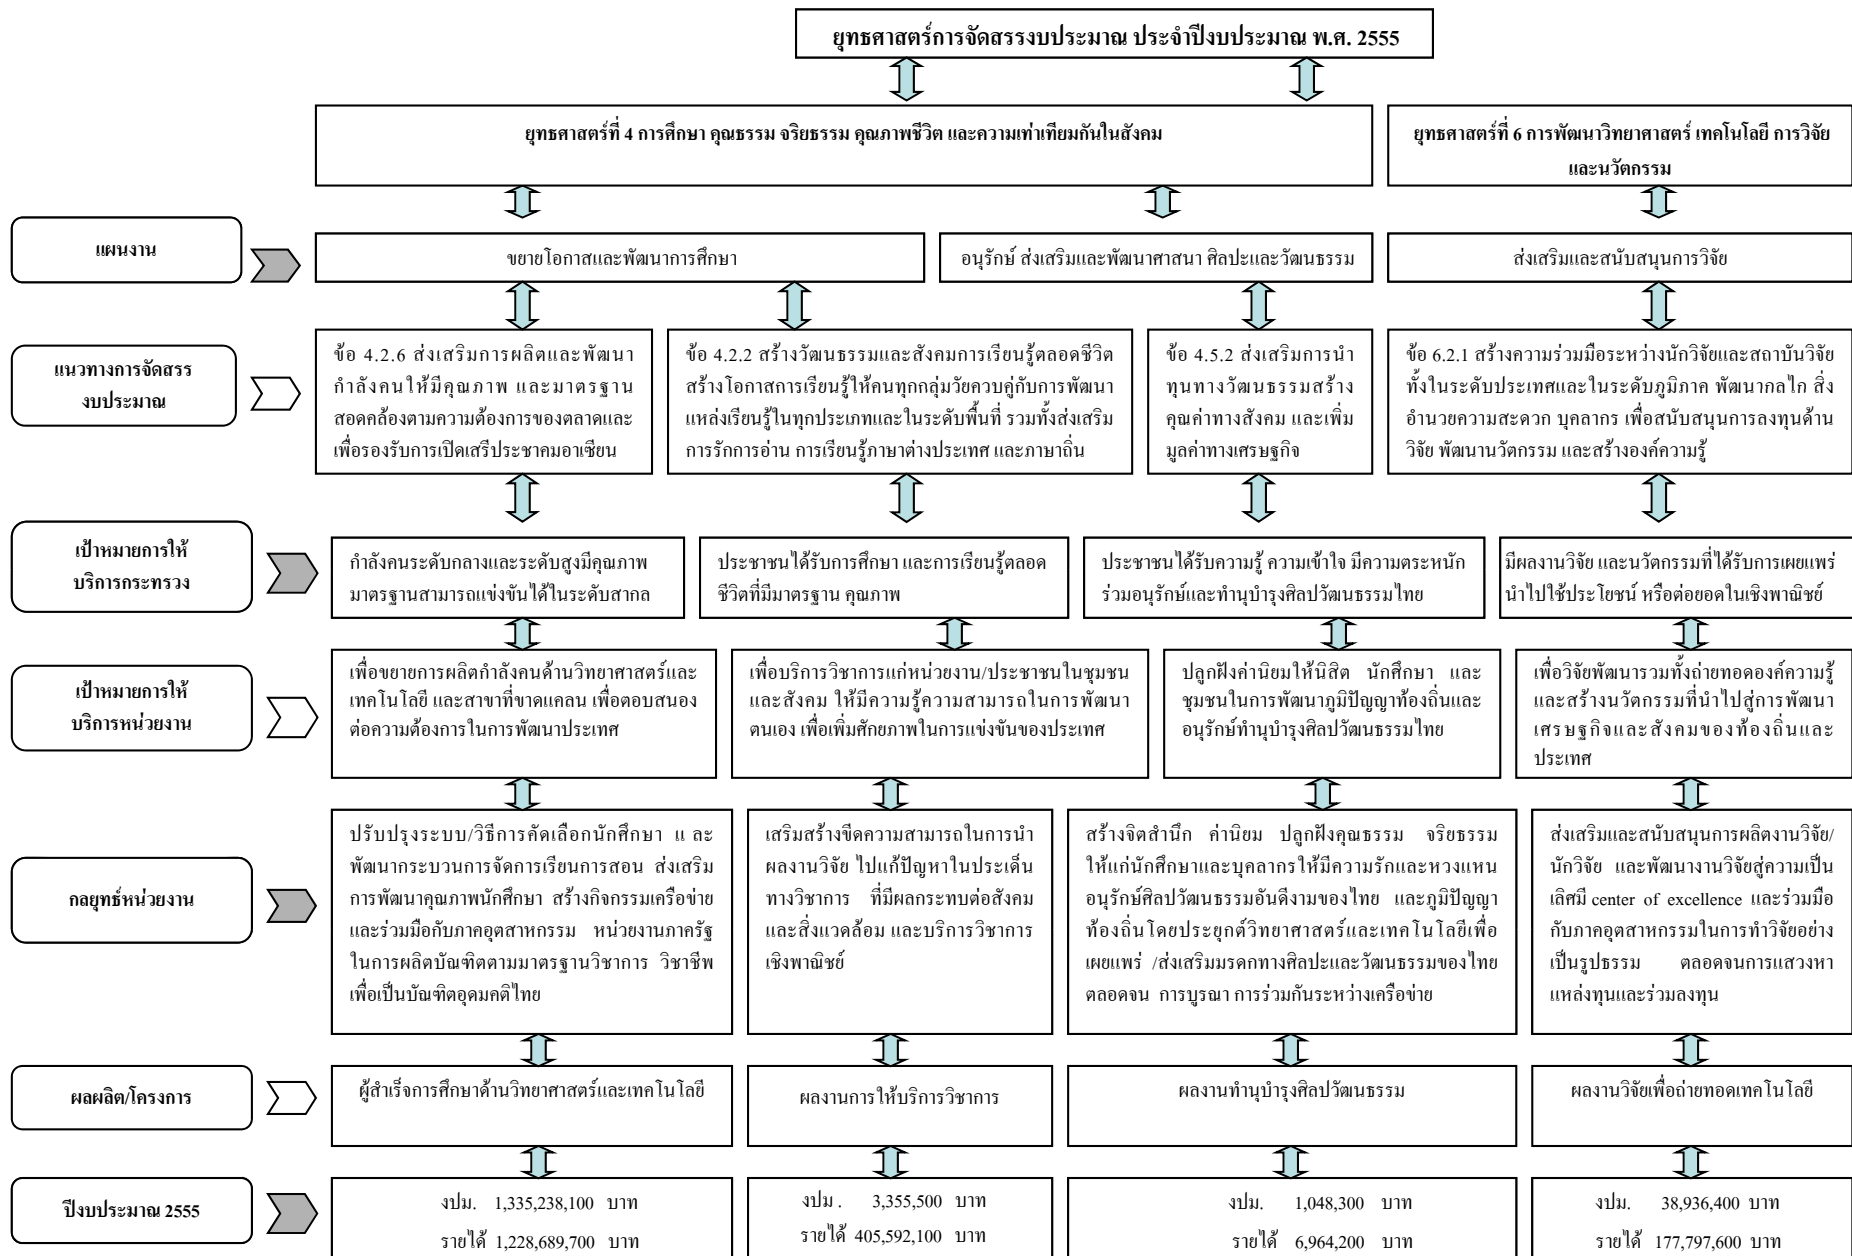 ยุทธศาสตร์การจัดสรรงบประมาณ ประจำปีงบประมาณ พ.ศ. 2555
ยุทธศาสตร์ที่ 4 การศึกษา คุณธรรม จริยธรรม คุณภาพชีวิต และความเท่าเทียมกันในสังคม
ยุทธศาสตร์ที่ 6 การพัฒนาวิทยาศาสตร์ เทคโนโลยี การวิจัย
และนวัตกรรม
แผนงาน
ขยายโอกาสและพัฒนาการศึกษา
อนุรักษ์ ส่งเสริมและพัฒนาศาสนา ศิลปะและวัฒนธรรม
ส่งเสริมและสนับสนุนการวิจัย
แนวทางการจัดสรร
งบประมาณ
ข้อ 4.2.6 ส่งเสริมการผลิตและพัฒนา
กำลังคนให้มีคุณภาพ และมาตรฐาน
สอดคล้องตามความต้องการของตลาดและ
เพื่อรองรับการเปิดเสรีประชาคมอาเซียน
ข้อ 4.2.2 สร้างวัฒนธรรมและสังคมการเรียนรู้ตลอดชีวิต
สร้างโอกาสการเรียนรู้ให้คนทุกกลุ่มวัยควบคู่กับการพัฒนา
แหล่งเรียนรู้ในทุกประเภทและในระดับพื้นที่ รวมทั้งส่งเสริม
การรักการอ่าน การเรียนรู้ภาษาต่างประเทศ และภาษาถิ่น
ข้อ 4.5.2 ส่งเสริมการนำ
ทุนทางวัฒนธรรมสร้าง
คุณค่าทางสังคม และเพิ่ม
มูลค่าทางเศรษฐกิจ
ข้อ 6.2.1 สร้างความร่วมมือระหว่างนักวิจัยและสถาบันวิจัย
ทั้งในระดับประเทศและในระดับภูมิภาค พัฒนากลไก สิ่ง
อำนวยความสะดวก บุคลากร เพื่อสนับสนุนการลงทุนด้าน
วิจัย พัฒนานวัตกรรม และสร้างองค์ความรู้
เป้าหมายการให้
บริการกระทรวง
กำลังคนระดับกลางและระดับสูงมีคุณภาพ
มาตรฐานสามารถแข่งขันได้ในระดับสากล
ประชาชนได้รับการศึกษา และการเรียนรู้ตลอด
ชีวิตที่มีมาตรฐาน คุณภาพ
ประชาชนได้รับความรู้ ความเข้าใจ มีความตระหนัก
ร่วมอนุรักษ์และทำนุบำรุงศิลปวัฒนธรรมไทย
มีผลงานวิจัย และนวัตกรรมที่ได้รับการเผยแพร่
นำไปใช้ประโยชน์ หรือต่อยอดในเชิงพาณิชย์
เป้าหมายการให้
บริการหน่วยงาน
เพื่อขยายการผลิตกำลังคนด้านวิทยาศาสตร์และ
เทคโนโลยี และสาขาที่ขาดแคลน เพื่อตอบสนอง
ต่อความต้องการในการพัฒนาประเทศ
เพื่อบริการวิชาการแก่หน่วยงาน/ประชาชนในชุมชน
และสังคม ให้มีความรู้ความสามารถในการพัฒนา
ตนเอง เพื่อเพิ่มศักยภาพในการแข่งขันของประเทศ
ปลูกฝังค่านิยมให้นิสิต นักศึกษา และ
ชุมชนในการพัฒนาภูมิปัญญาท้องถิ่นและ
อนุรักษ์ทำนุบำรุงศิลปวัฒนธรรมไทย
เพื่อวิจัยพัฒนารวมทั้งถ่ายทอดองค์ความรู้
และสร้างนวัตกรรมที่นำไปสู่การพัฒนา
เศรษฐกิจและสังคมของท้องถิ่นและ
ประเทศ
กลยุทธ์หน่วยงาน
ปรับปรุงระบบ/วิธีการคัดเลือกนักศึกษา และ
พัฒนากระบวนการจัดการเรียนการสอน ส่งเสริม
การพัฒนาคุณภาพนักศึกษา สร้างกิจกรรมเครือข่าย
และร่วมมือกับภาคอุตสาหกรรม หน่วยงานภาครัฐ
ในการผลิตบัณฑิตตามมาตรฐานวิชาการ วิชาชีพ
เพื่อเป็นบัณฑิตอุดมคติไทย
เสริมสร้างขีดความสามารถในการนำ
ผลงานวิจัย ไปแก้ปัญหาในประเด็น
ทางวิชาการ ที่มีผลกระทบต่อสังคม
และสิ่งแวดล้อม และบริการวิชาการ
เชิงพาณิชย์
สร้างจิตสำนึก ค่านิยม ปลูกฝังคุณธรรม จริยธรรม
ให้แก่นักศึกษาและบุคลากรให้มีความรักและหวงแหน
อนุรักษ์ศิลปวัฒนธรรมอันดีงามของไทย และภูมิปัญญา
ท้องถิ่นโดยประยุกต์วิทยาศาสตร์และเทคโนโลยีเพื่อ
เผยแพร่ /ส่งเสริมมรดกทางศิลปะและวัฒนธรรมของไทย
ตลอดจน การบูรณา การร่วมกันระหว่างเครือข่าย
ส่งเสริมและสนับสนุนการผลิตงานวิจัย/
นักวิจัย และพัฒนางานวิจัยสู่ความเป็น
เลิศมี center of excellence และร่วมมือ
กับภาคอุตสาหกรรมในการทำวิจัยอย่าง
เป็นรูปธรรม ตลอดจนการแสวงหา
แหล่งทุนและร่วมลงทุน
ผลผลิต/โครงการ
ผู้สำเร็จการศึกษาด้านวิทยาศาสตร์และเทคโนโลยี
ผลงานการให้บริการวิชาการ
ผลงานทำนุบำรุงศิลปวัฒนธรรม
ผลงานวิจัยเพื่อถ่ายทอดเทคโนโลยี
ปีงบประมาณ 2555
งปม. 1,335,238,100 บาท
รายได้ 1,228,689,700 บาท
งปม. 3,355,500 บาท
รายได้ 405,592,100 บาท
งปม. 1,048,300 บาท
รายได้ 6,964,200 บาท
งปม. 38,936,400 บาท
รายได้ 177,797,600 บาท